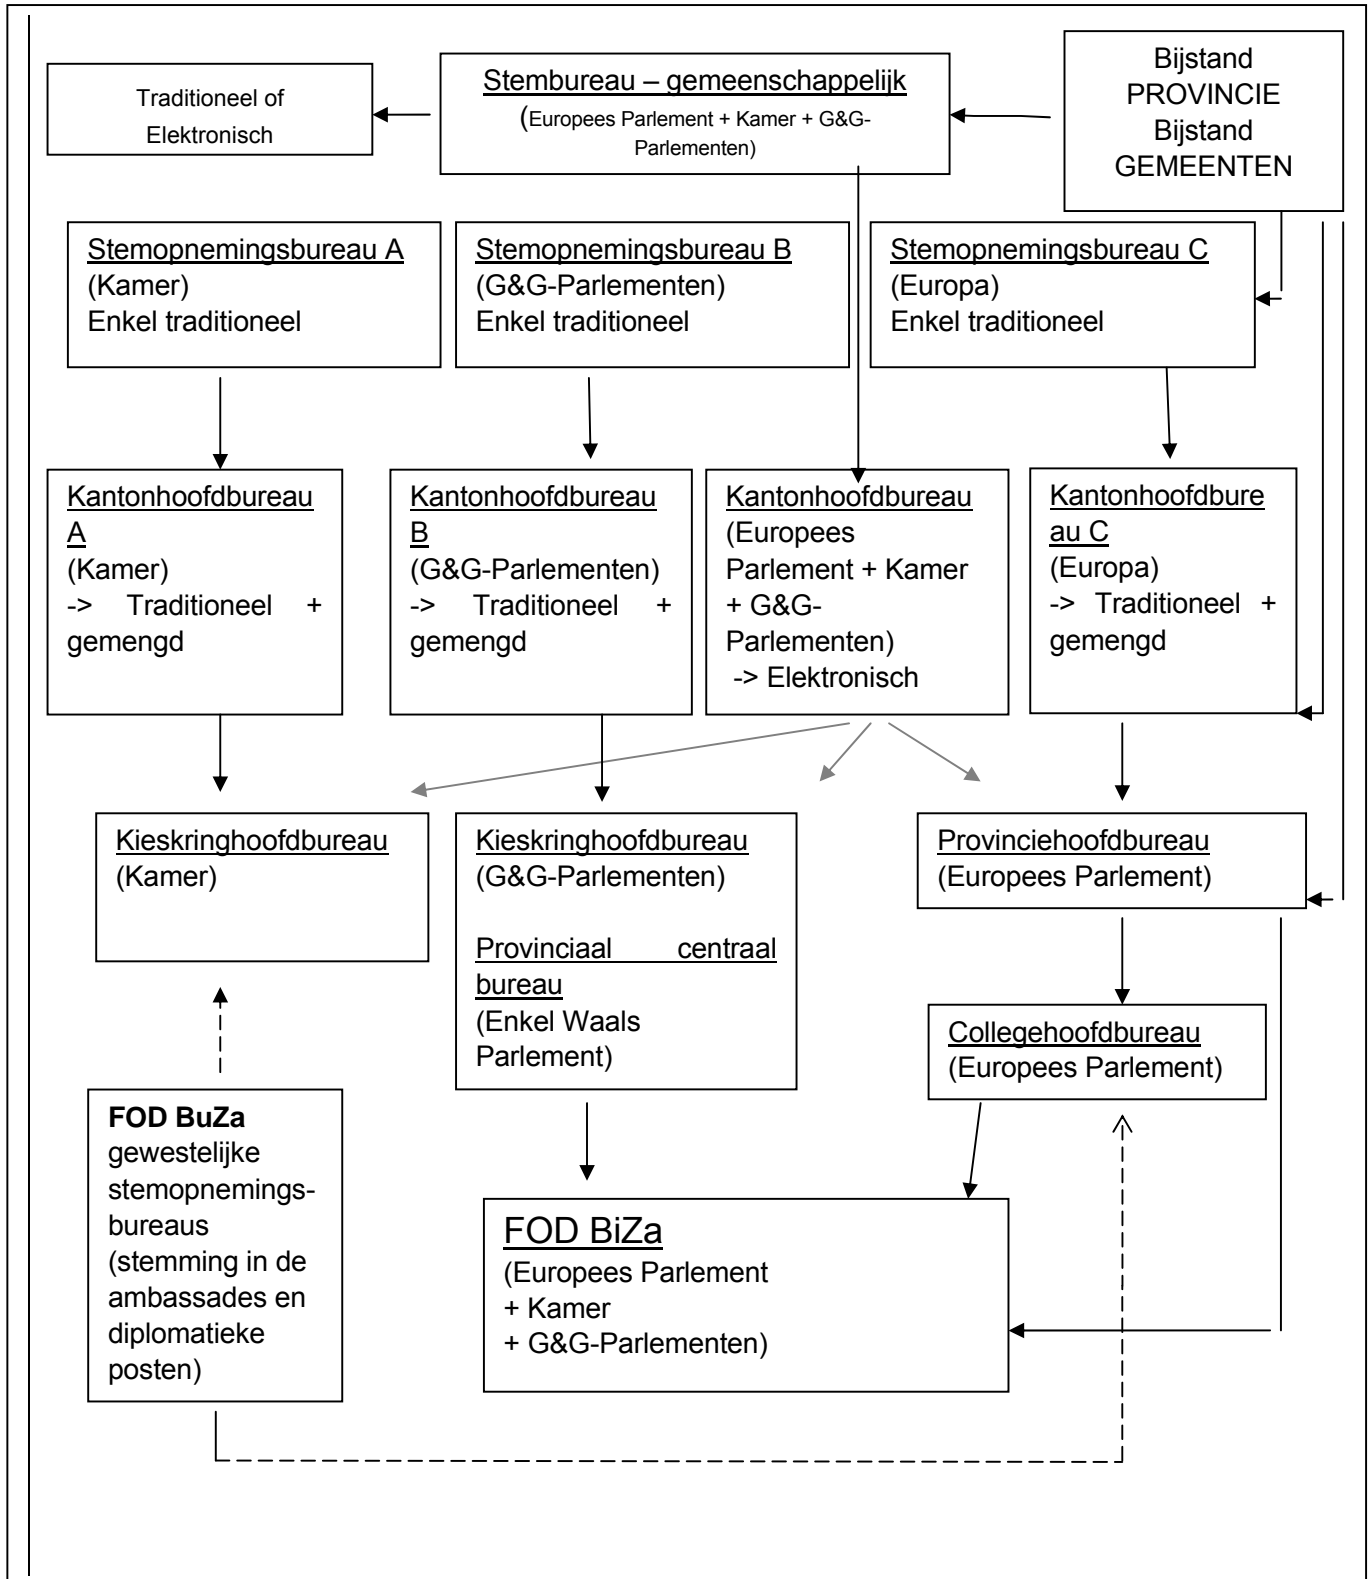 Traditioneel of
Elektronisch
Stembureau – gemeenschappelijk
(Europees Parlement + Kamer + G&G-
Parlementen)
Bijstand
PROVINCIE
Bijstand
GEMEENTEN
Stemopnemingsbureau A
(Kamer)
Enkel traditioneel
Stemopnemingsbureau B
(G&G-Parlementen)
Enkel traditioneel
Stemopnemingsbureau C
(Europa)
Enkel traditioneel
Kantonhoofdbureau
A
(Kamer)
-> Traditioneel +
gemengd
Kantonhoofdbureau
B
(G&G-Parlementen)
-> Traditioneel +
gemengd
Kantonhoofdbureau
(Europees
Parlement + Kamer
+ G&G-
Parlementen)
-> Elektronisch
Kantonhoofdbure
au C
(Europa)
-> Traditioneel +
gemengd
Kieskringhoofdbureau
(Kamer)
Kieskringhoofdbureau
(G&G-Parlementen)
Provinciaal centraal
bureau
(Enkel Waals
Parlement)
Provinciehoofdbureau
(Europees Parlement)
Collegehoofdbureau
(Europees Parlement)
FOD BuZa
gewestelijke
stemopnemings-
bureaus
(stemming in de
ambassades en
diplomatieke
posten)
FOD BiZa
(Europees Parlement
+ Kamer
+ G&G-Parlementen)